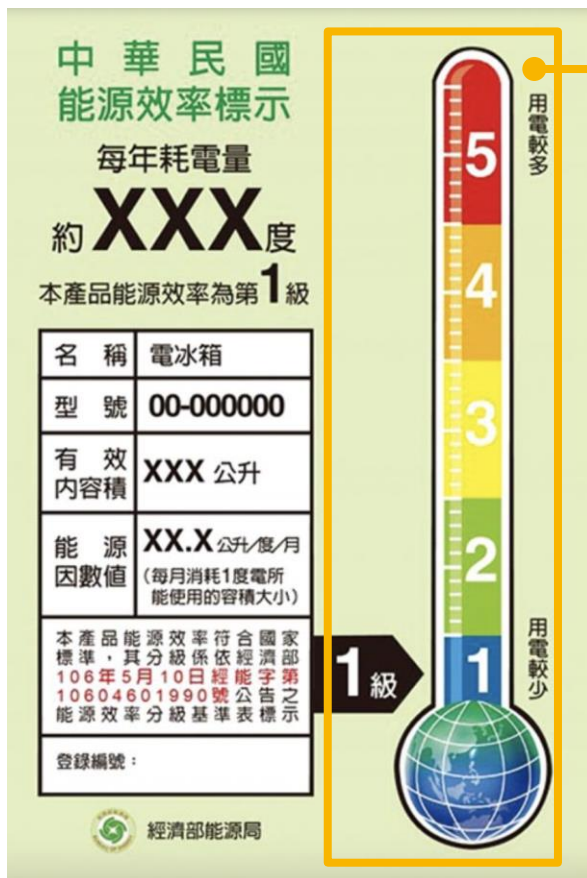 中華民國
能源效率標示
每年耗電量
約XXX度
本產品能源效率為第1級
名稱 電冰箱
型號 00-000000
有效
內容積 XXX 公升
能源
因數值 XX.X公升/度/月
(每月消耗1度電所
能使用的容積大小)
本產品能源效率符合國家
標準,其分級係依經濟部
106年5月10日經能字第
10604601990號公告之
能源效率分級基準表標示
登錄編號:
經濟部能源局
1級
用電較多
5
4
3
2
1
用電較少